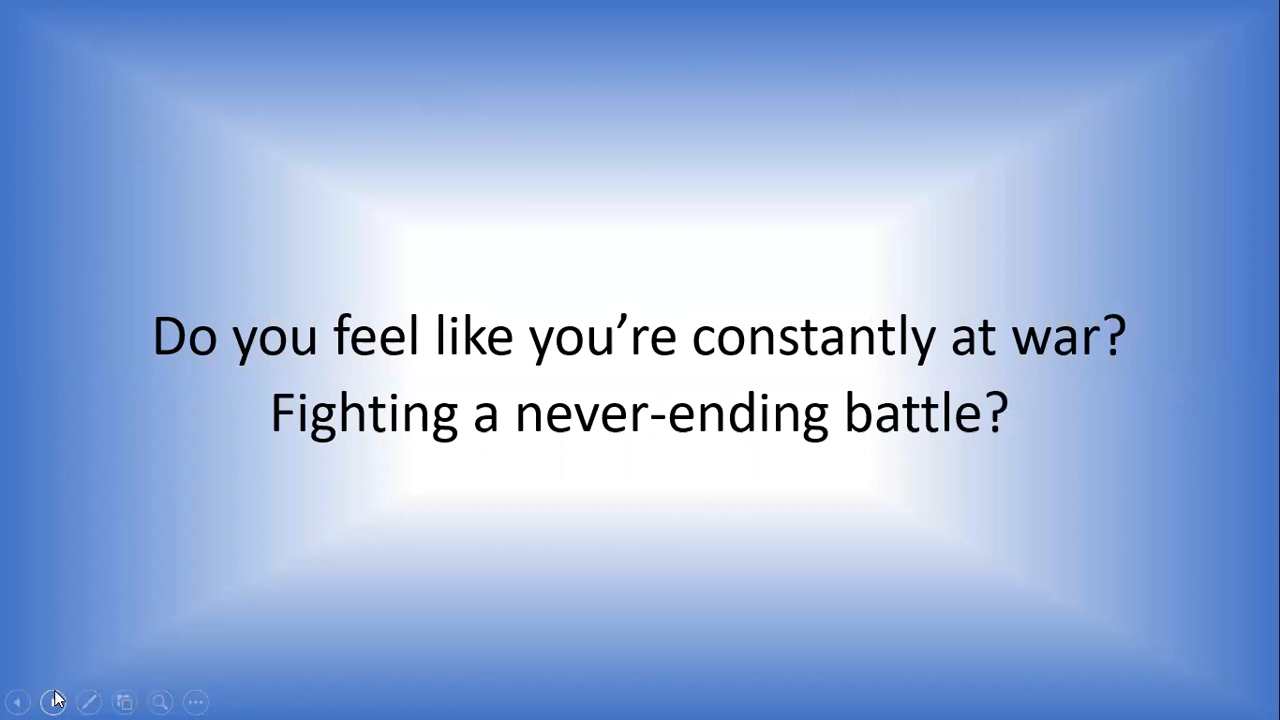 Do you feel like you’re constantly at war?
Fighting a never-ending battle?